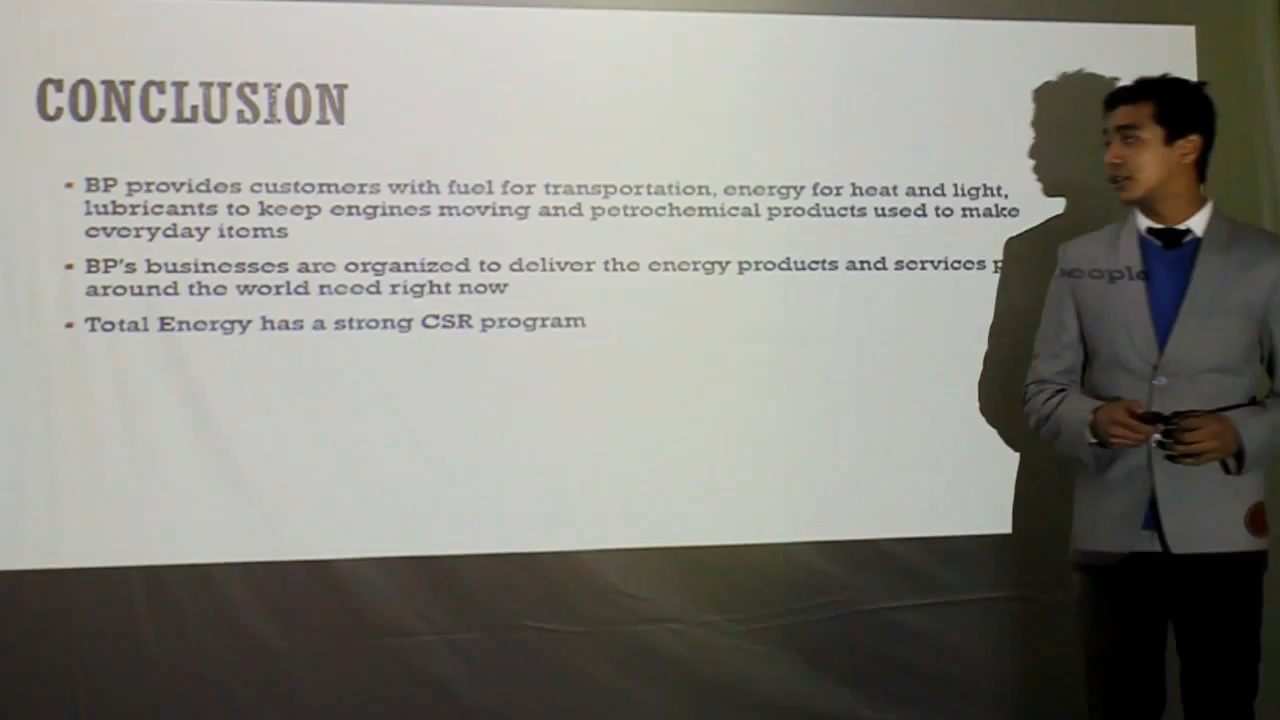 CONCLUSION
BP provides customers with fuel for transportation, energy for heat and light,
lubricants to keep engines moving and petrochemical products used to make
everyday items
BP's businesses are organized to deliver the energy products and services people
around the world need right now
Total Energy has a strong CSR program